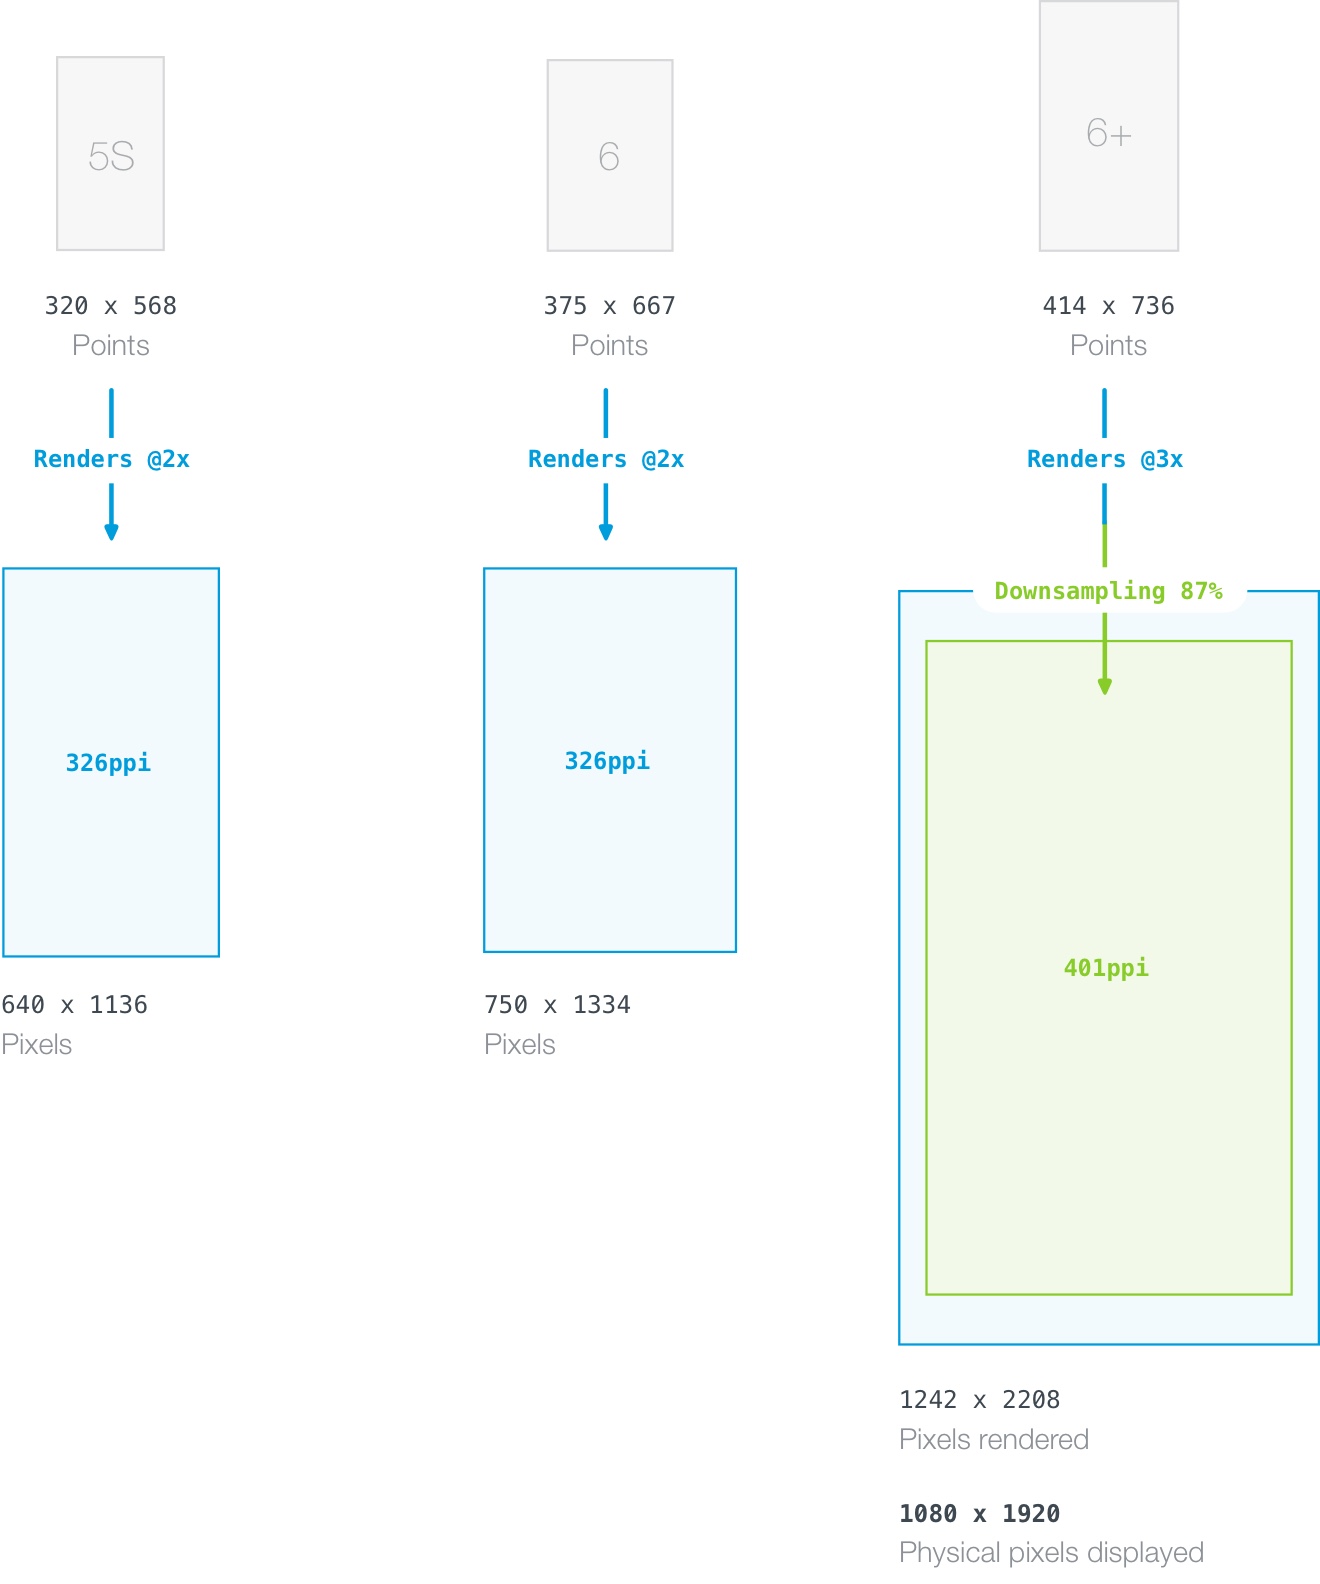 5S
320 x 568
Points
Renders @2x
326ppi
640 x 1136
Pixels
6
375 x 667
Points
Renders @2x
326ppi
750 x 1334
Pixels
6+
414 x 736
Points
Renders @3x
Downsampling 87%
401ppi
1242 x 2208
Pixels rendered
1080 x 1920
Physical pixels displayed